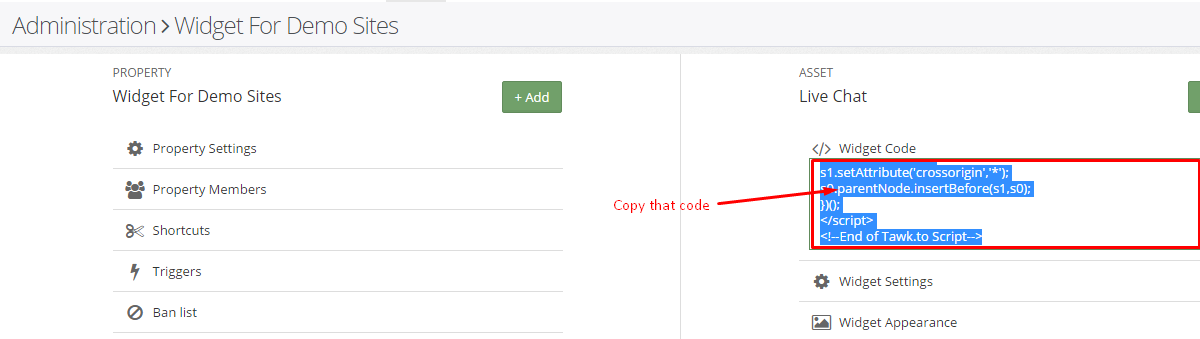 Administration > Widget For Demo Sites
PROPERTY
Widget For Demo Sites
+ Add
Property Settings
Property Members
Shortcuts
Triggers
Ban list
Copy that code
ASSET
Live Chat
</> Widget Code
s1.setAttribute('crossorigin','*');
s0.parentNode.insertBefore(s1,s0);
})();
</script>
<!--End of Tawk.to Script-->
Widget Settings
Widget Appearance